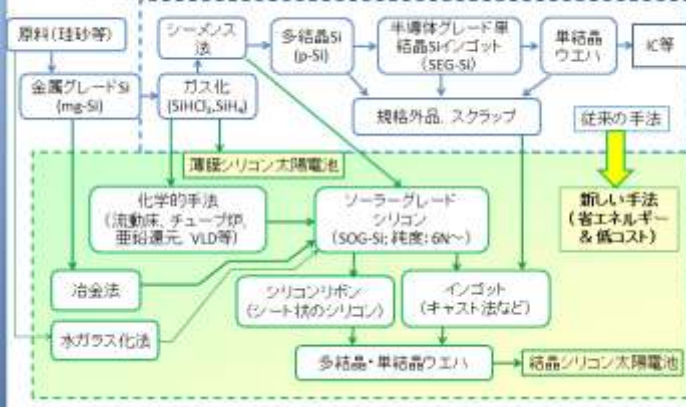 原料(珪砂等)
シーメンス
法
多結晶Si
(p-Si)
半導体グレード単
結晶Siインゴット
(SEG-Si)
単結晶
ウエハ
IC等
金属グレードSi
(mg-Si)
ガス化
(SiHCl₃,SiH₄)
規格外品、スクラップ
従来の手法
薄膜シリコン太陽電池
化学的手法
(流動床、チューブ炉、
亜鉛還元、VLD等)
ソーラーグレード
シリコン
(SOG-Si; 純度: 6N～)
新しい手法
(省エネルギー
& 低コスト)
冶金法
シリコンリボン
(シート状のシリコン)
インゴット
(キャスト法など)
水ガラス化法
多結晶・単結晶ウエハ
結晶シリコン太陽電池